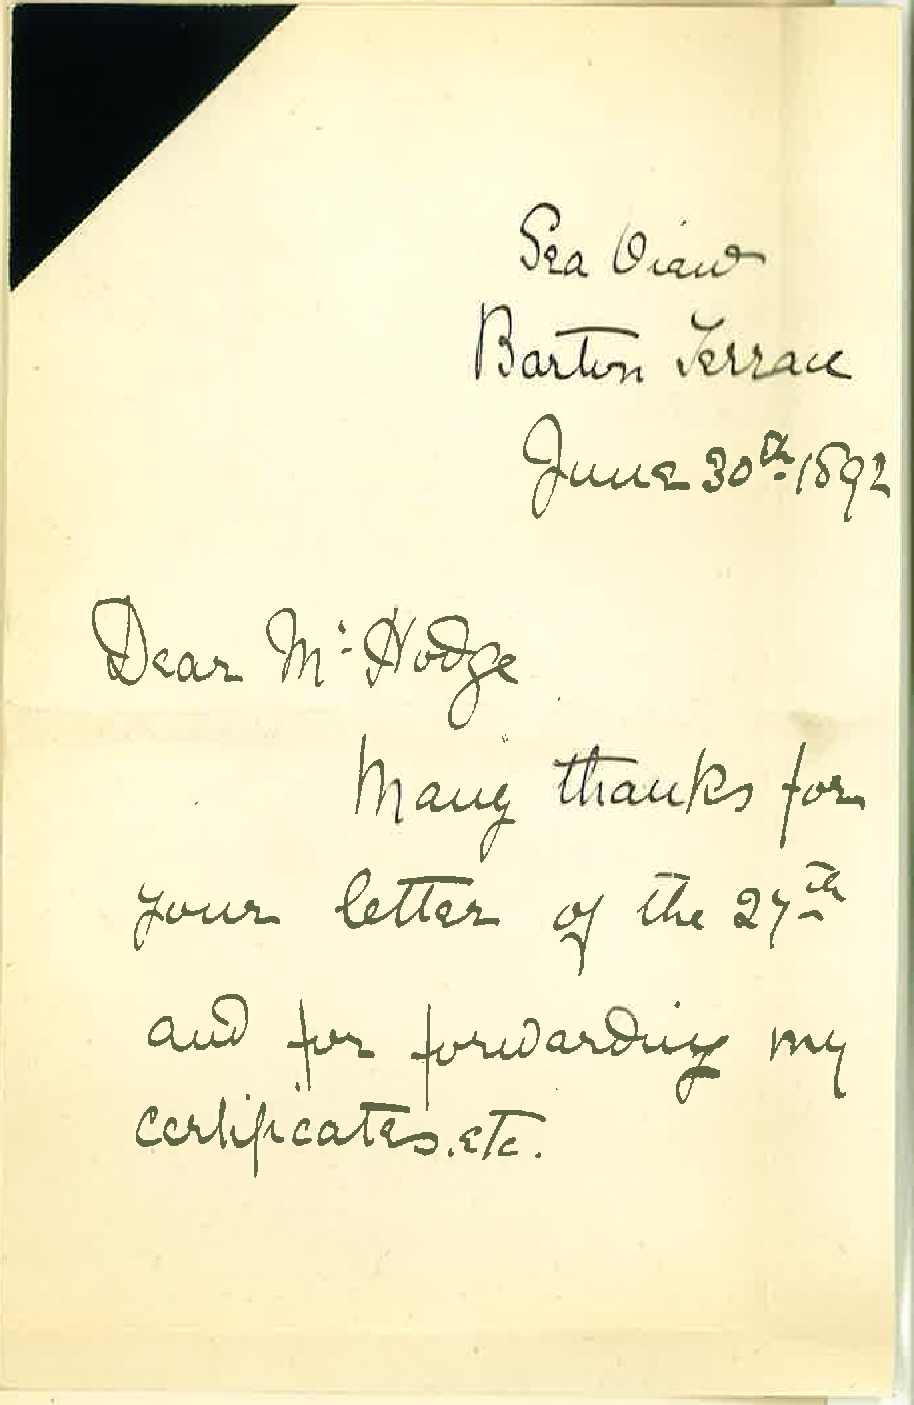 Sea View
Barton Terrace
June 30th 1892
Dear Mr Hodge
Many thanks for
your letter of the 27th
and for forwarding my
certificates. etc.